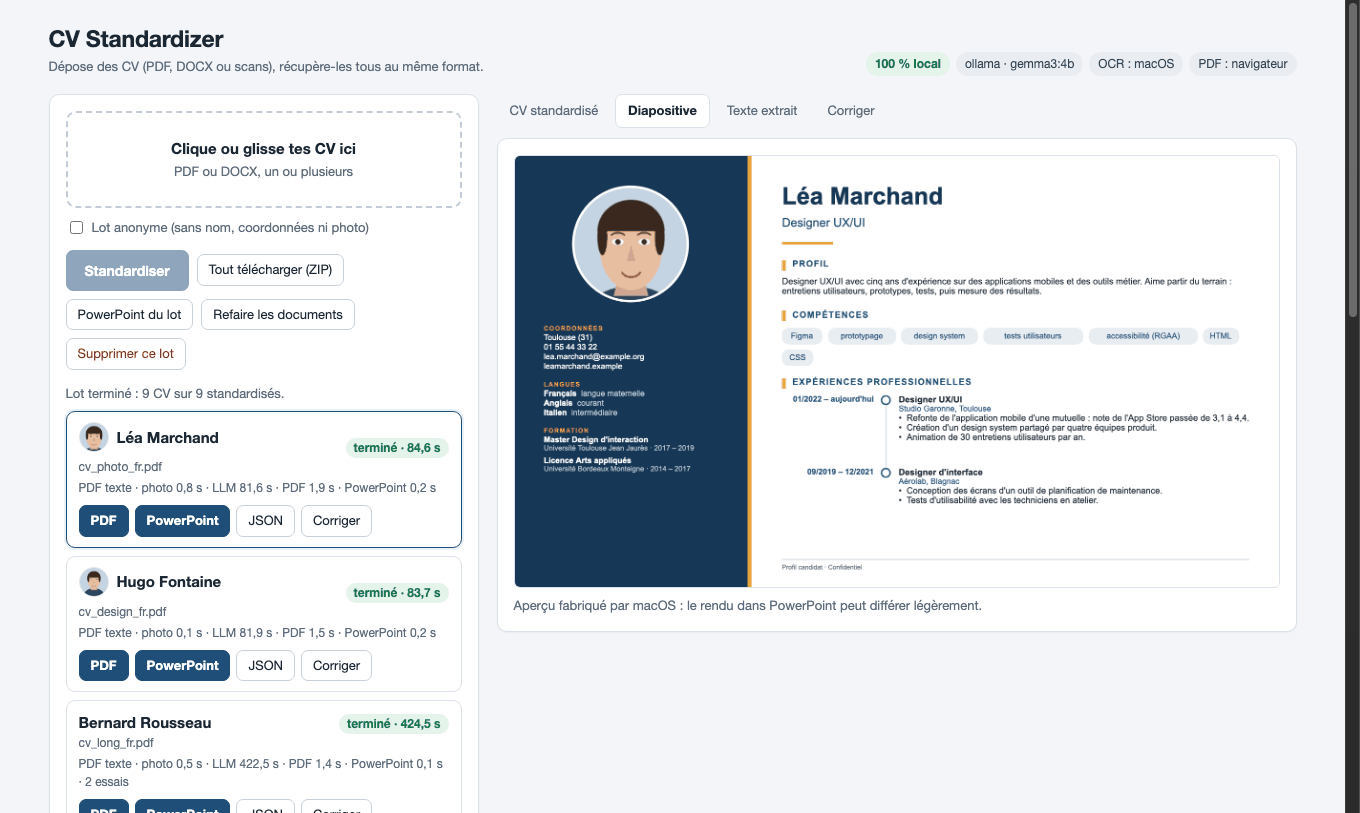 CV Standardizer
Dépose des CV (PDF, DOCX ou scans), récupère-les tous au même format.
100 % local
ollama · gemma3:4b
OCR : macOS
PDF : navigateur
Clique ou glisse tes CV ici
PDF ou DOCX, un ou plusieurs
Lot anonyme (sans nom, coordonnées ni photo)
Standardiser
Tout télécharger (ZIP)
PowerPoint du lot
Refaire les documents
Supprimer ce lot
Lot terminé : 9 CV sur 9 standardisés.
Léa Marchand
terminé · 84,6 s
cv_photo_fr.pdf
PDF texte · photo 0,8 s · LLM 81,6 s · PDF 1,9 s · PowerPoint 0,2 s
PDF
PowerPoint
JSON
Corriger
Hugo Fontaine
terminé · 83,7 s
cv_design_fr.pdf
PDF texte · photo 0,1 s · LLM 81,9 s · PDF 1,5 s · PowerPoint 0,2 s
PDF
PowerPoint
JSON
Corriger
Bernard Rousseau
terminé · 424,5 s
cv_long_fr.pdf
PDF texte · photo 0,5 s · LLM 422,5 s · PDF 1,4 s · PowerPoint 0,1 s
· 2 essais
PDF
PowerPoint
JSON
Corriger
CV standardisé
Diapositive
Texte extrait
Corriger
COORDONNÉES
Toulouse (31)
01 55 44 33 22
lea.marchand@example.org
leamarchand.example
LANGUES
Français langue maternelle
Anglais courant
Italien intermédiaire
FORMATION
Master Design d'interaction
Université Toulouse Jean Jaurès · 2017 – 2019
Licence Arts appliqués
Université Bordeaux Montaigne · 2014 – 2017
Léa Marchand
Designer UX/UI
PROFIL
Designer UX/UI avec cinq ans d'expérience sur des applications mobiles et des outils métier. Aime partir du terrain :
entretiens utilisateurs, prototypes, tests, puis mesure des résultats.
COMPÉTENCES
Figma
prototypage
design system
tests utilisateurs
accessibilité (RGAA)
HTML
CSS
EXPÉRIENCES PROFESSIONNELLES
01/2022 – aujourd'hui
Designer UX/UI
Studio Garonne, Toulouse
• Refonte de l'application mobile d'une mutuelle : note de l'App Store passée de 3,1 à 4,4.
• Création d'un design system partagé par quatre équipes produit.
• Animation de 30 entretiens utilisateurs par an.
09/2019 – 12/2021
Designer d'interface
Aérolab, Blagnac
• Conception des écrans d'un outil de planification de maintenance.
• Tests d'utilisabilité avec les techniciens en atelier.
Profil candidat · Confidentiel
Aperçu fabriqué par macOS : le rendu dans PowerPoint peut différer légèrement.